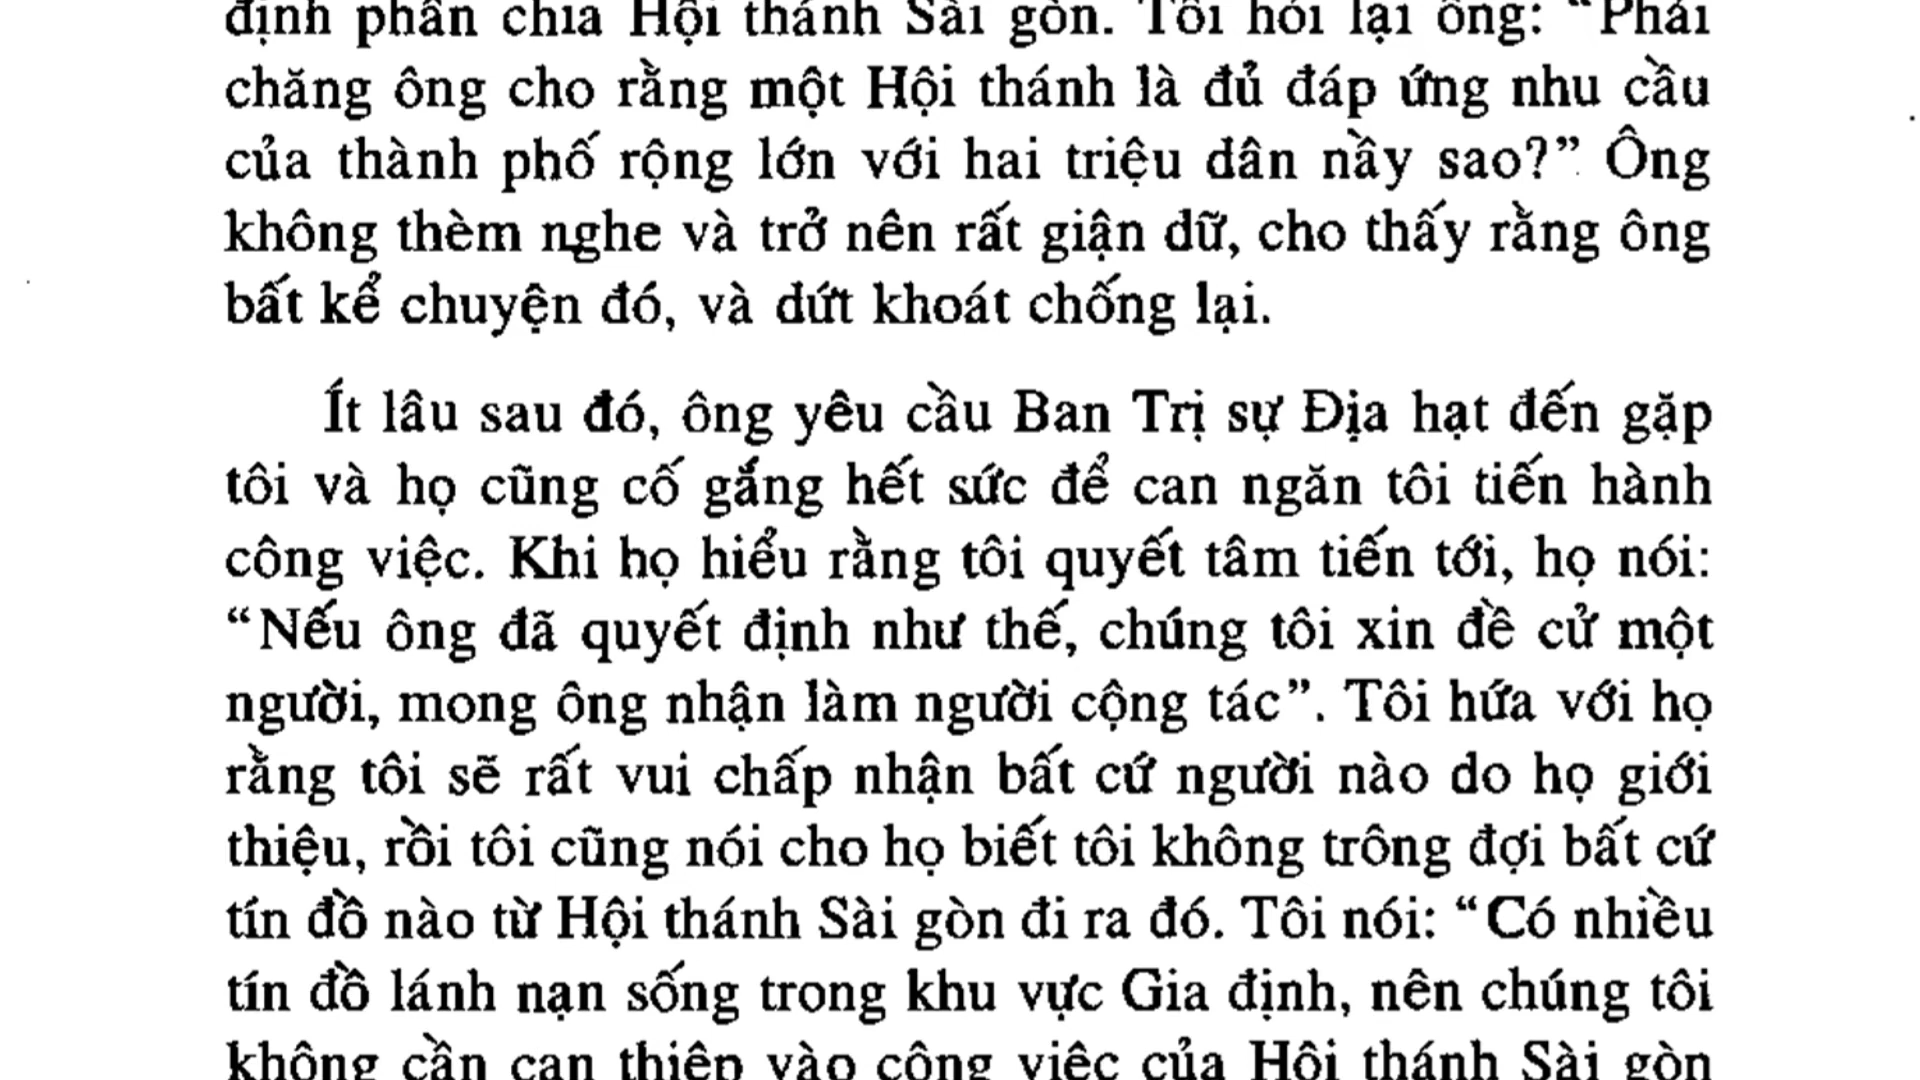 định phân chia Hội thánh Sài gòn. Tôi hỏi lại ông: “Phải
chăng ông cho rằng một Hội thánh là đủ đáp ứng nhu cầu
của thành phố rộng lớn với hai triệu dân nầy sao?” Ông
không thèm nghe và trở nên rất giận dữ, cho thấy rằng ông
bất kể chuyện đó, và dứt khoát chống lại.
Ít lâu sau đó, ông yêu cầu Ban Trị sự Địa hạt đến gặp
tôi và họ cũng cố gắng hết sức để can ngăn tôi tiến hành
công việc. Khi họ hiểu rằng tôi quyết tâm tiến tới, họ nói:
“Nếu ông đã quyết định như thế, chúng tôi xin đề cử một
người, mong ông nhận làm người cộng tác”. Tôi hứa với họ
rằng tôi sẽ rất vui chấp nhận bất cứ người nào do họ giới
thiệu, rồi tôi cũng nói cho họ biết tôi không trông đợi bất cứ
tín đồ nào từ Hội thánh Sài gòn đi ra đó. Tôi nói: “Có nhiều
tín đồ lánh nạn sống trong khu vực Gia định, nên chúng tôi
không cần can thiệp vào công việc của Hội thánh Sài gòn